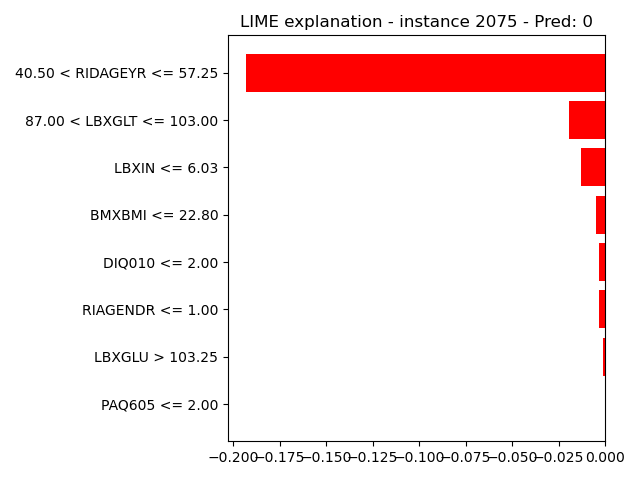 LIME explanation - instance 2075 - Pred: 0
40.50 < RIDAGEYR <= 57.25
87.00 < LBXGLT <= 103.00
LBXIN <= 6.03
BMXBMI <= 22.80
DIQ010 <= 2.00
RIAGENDR <= 1.00
LBXGLU > 103.25
PAQ605 <= 2.00
−0.200 −0.175 −0.150 −0.125 −0.100 −0.075 −0.050 −0.025 0.000